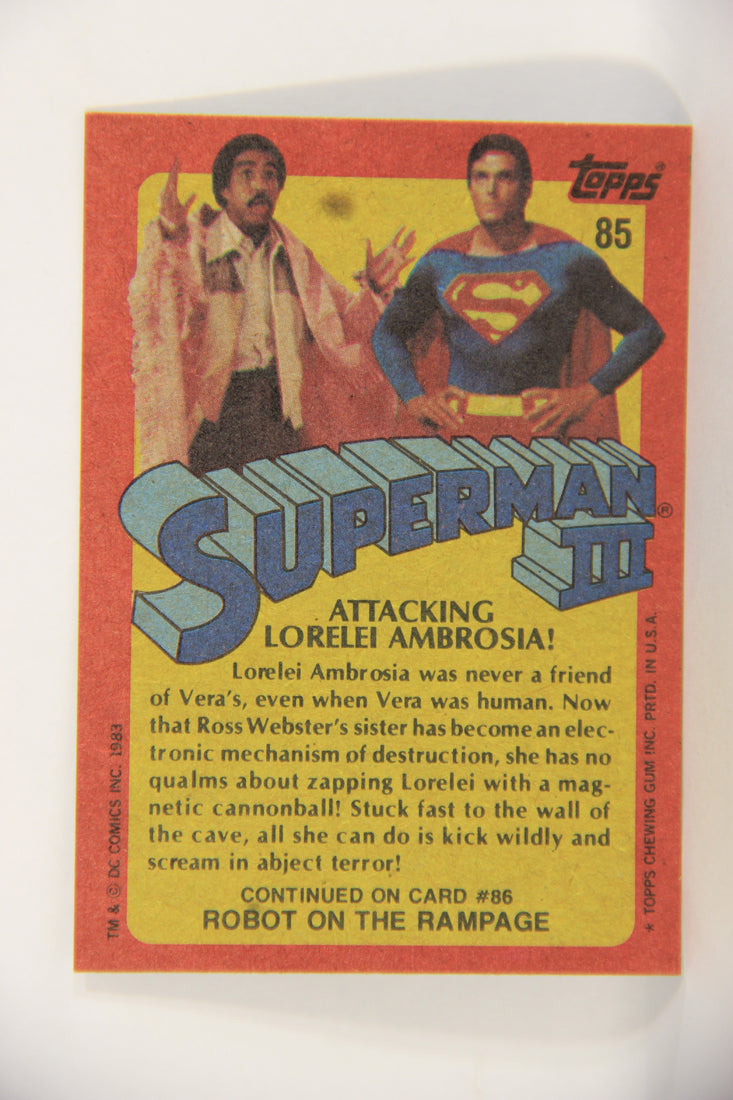 topps®
85
SUPERMAN®
III
ATTACKING
LORELEI AMBROSIA!
Lorelei Ambrosia was never a friend
of Vera's, even when Vera was human. Now
that Ross Webster's sister has become an elec-
tronic mechanism of destruction, she has no
qualms about zapping Lorelei with a mag-
netic cannonball! Stuck fast to the wall of
the cave, all she can do is kick wildly and
scream in abject terror!
CONTINUED ON CARD #86
ROBOT ON THE RAMPAGE
TM & © DC COMICS INC. 1983
* TOPPS CHEWING GUM INC. PRTD. IN U.S.A.